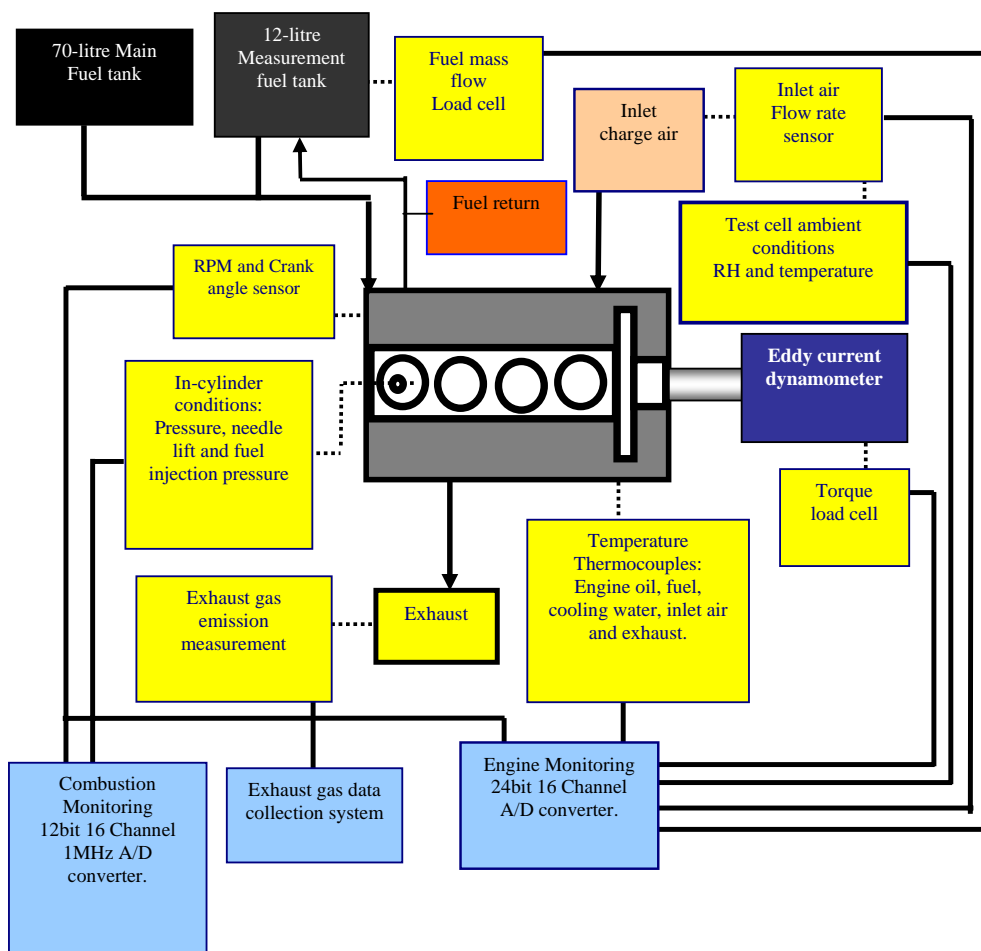 70-litre Main
Fuel tank
12-litre
Measurement
fuel tank
Fuel mass
flow
Load cell
Inlet
charge air
Inlet air
Flow rate
sensor
Fuel return
Test cell ambient
conditions
RH and temperature
RPM and Crank
angle sensor
Eddy current
dynamometer
In-cylinder
conditions:
Pressure, needle
lift and fuel
injection pressure
Torque
load cell
Temperature
Thermocouples:
Engine oil, fuel,
cooling water, inlet air
and exhaust.
Exhaust gas
emission
measurement
Exhaust
Combustion
Monitoring
12bit 16 Channel
1MHz A/D
converter.
Exhaust gas data
collection system
Engine Monitoring
24bit 16 Channel
A/D converter.